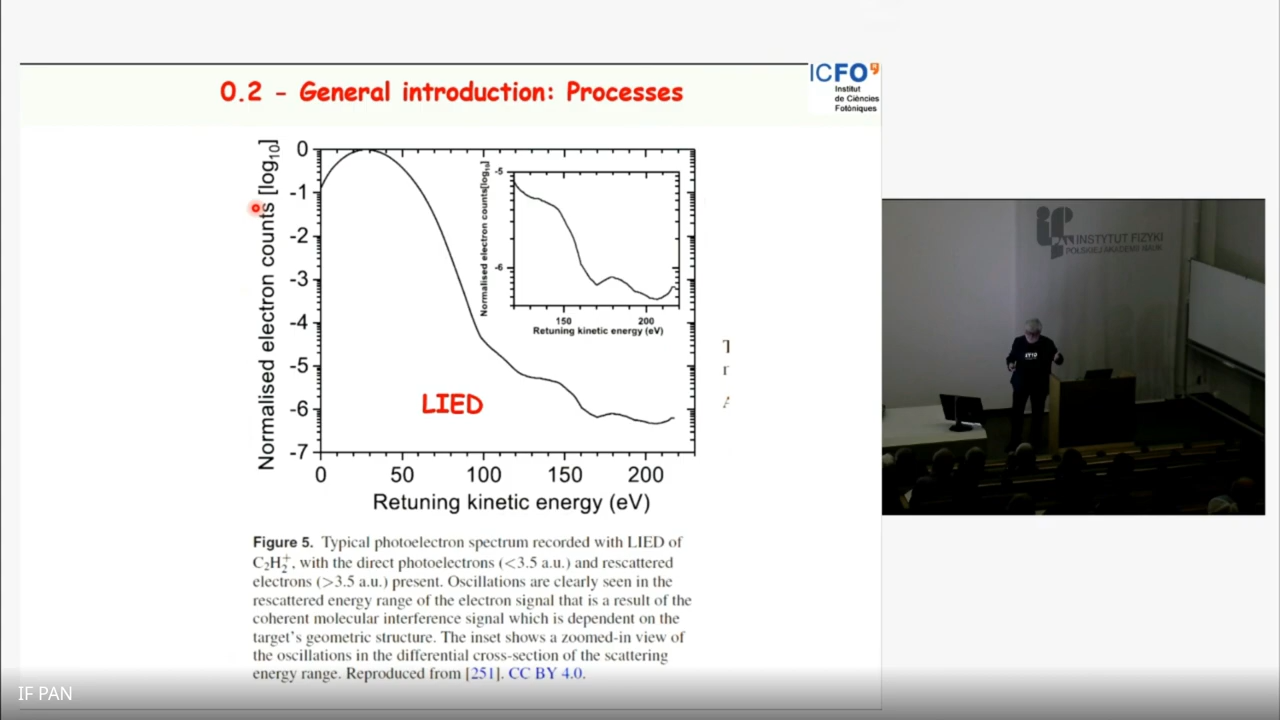 0.2 - General introduction: Processes
ICFO
Institut
de Ciències
Fotòniques
Normalised electron counts [log10]
0
-1
-2
-3
-4
-5
-6
-7
0 50 100 150 200
Retuning kinetic energy (eV)
LIED
Normalised electron counts[log10]
-5
-6
150 200
Retuning kinetic energy (eV)
Figure 5. Typical photoelectron spectrum recorded with LIED of
C₂H₂⁺, with the direct photoelectrons (<3.5 a.u.) and rescattered
electrons (>3.5 a.u.) present. Oscillations are clearly seen in the
rescattered energy range of the electron signal that is a result of the
coherent molecular interference signal which is dependent on the
target's geometric structure. The inset shows a zoomed-in view of
the oscillations in the differential cross-section of the scattering
energy range. Reproduced from [251]. CC BY 4.0.
INSTYTUT FIZYKI
POLSKIEJ AKADEMII NAUK
IF PAN